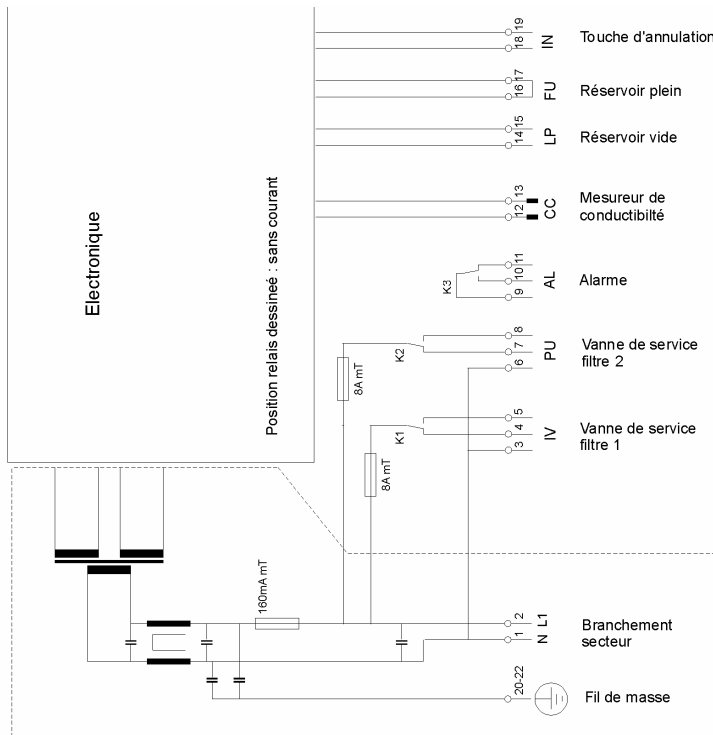 Electronique
Position relais dessineé : sans courant
19
18
IN
Touche d'annulation
17
16
FU
Réservoir plein
15
14
LP
Réservoir vide
13
12
CC
Mesureur de
conductibilté
11
10
9
AL
K3
Alarme
8
7
6
PU
K2
8A mT
Vanne de service
filtre 2
5
4
3
IV
K1
8A mT
Vanne de service
filtre 1
160mA mT
2
1
L1
N
Branchement
secteur
20-22
Fil de masse